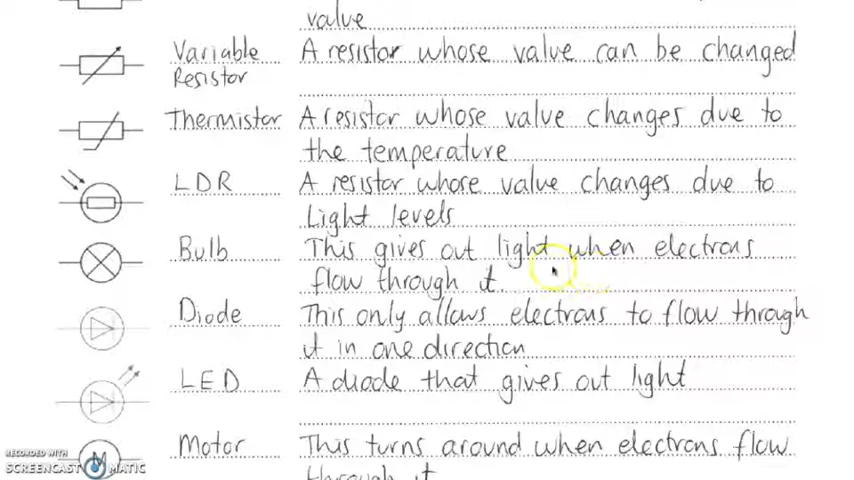 value
Variable A resistor whose value can be changed
Resistor
Thermistor A resistor whose value changes due to
the temperature
LDR A resistor whose value changes due to
Light levels
Bulb This gives out light when electrons
flow through it.
Diode This only allows electrons to flow through
it in one direction
LED A diode that gives out light
M Motor This turns around when electrons flow
through it
RECORDED WITH
SCREENCAST MATIC